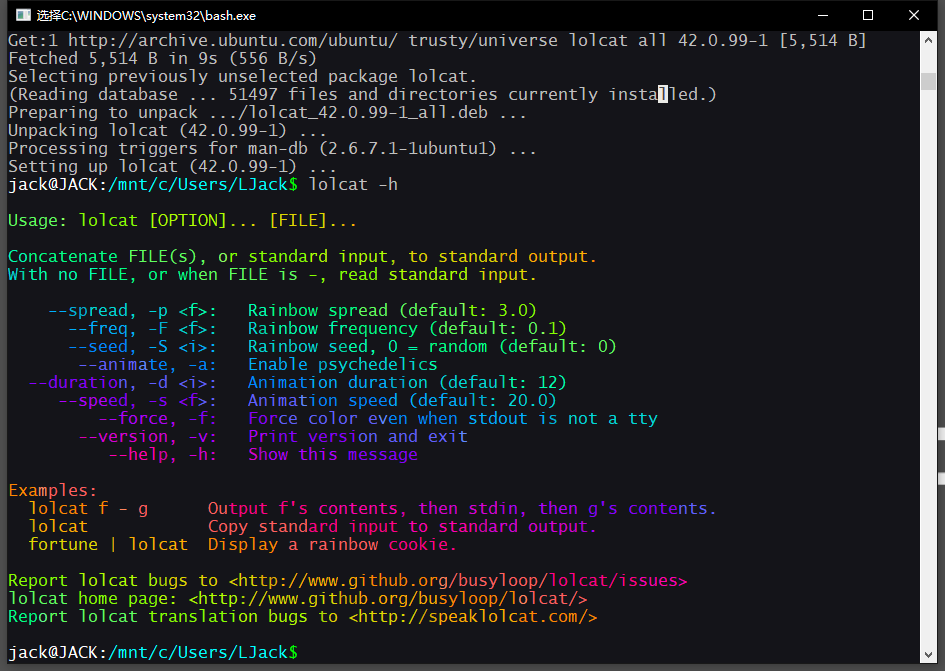 选择C:\WINDOWS\system32\bash.exe
Get:1 http://archive.ubuntu.com/ubuntu/ trusty/universe lolcat all 42.0.99-1 [5,514 B]
Fetched 5,514 B in 9s (556 B/s)
Selecting previously unselected package lolcat.
(Reading database ... 51497 files and directories currently installed.)
Preparing to unpack .../lolcat_42.0.99-1_all.deb ...
Unpacking lolcat (42.0.99-1) ...
Processing triggers for man-db (2.6.7.1-1ubuntu1) ...
Setting up lolcat (42.0.99-1) ...
jack@JACK:/mnt/c/Users/LJack$ lolcat -h

Usage: lolcat [OPTION]... [FILE]...

Concatenate FILE(s), or standard input, to standard output.
With no FILE, or when FILE is -, read standard input.

    --spread, -p <f>:   Rainbow spread (default: 3.0)
      --freq, -F <f>:   Rainbow frequency (default: 0.1)
      --seed, -S <i>:   Rainbow seed, 0 = random (default: 0)
       --animate, -a:   Enable psychedelics
  --duration, -d <i>:   Animation duration (default: 12)
     --speed, -s <f>:   Animation speed (default: 20.0)
         --force, -f:   Force color even when stdout is not a tty
       --version, -v:   Print version and exit
          --help, -h:   Show this message

Examples:
  lolcat f - g      Output f's contents, then stdin, then g's contents.
  lolcat            Copy standard input to standard output.
  fortune | lolcat  Display a rainbow cookie.

Report lolcat bugs to <http://www.github.org/busyloop/lolcat/issues>
lolcat home page: <http://www.github.org/busyloop/lolcat/>
Report lolcat translation bugs to <http://speaklolcat.com/>

jack@JACK:/mnt/c/Users/LJack$